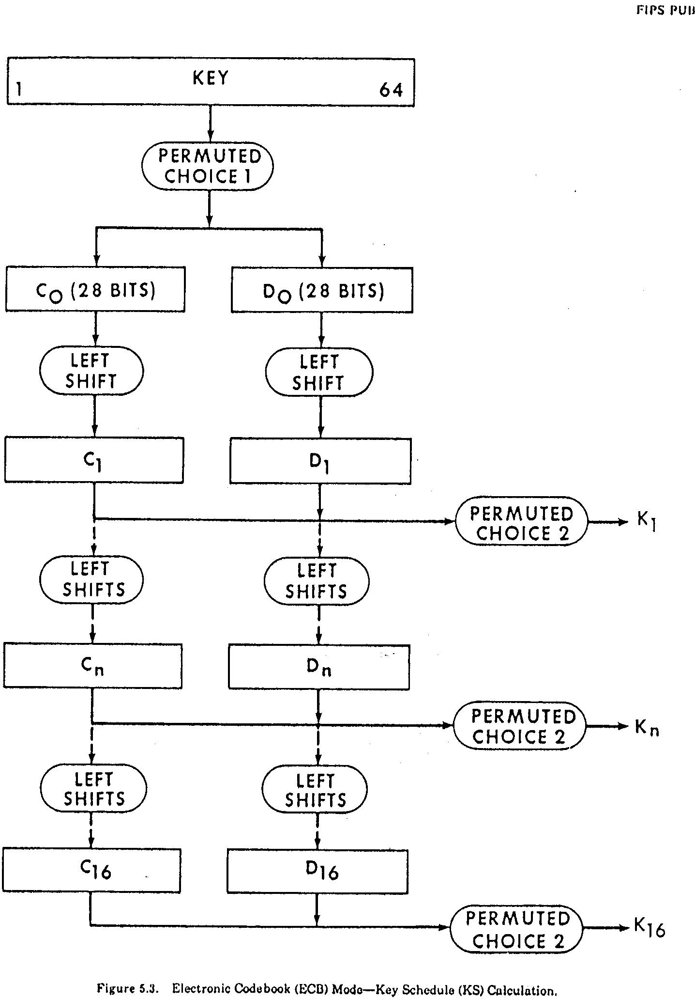 FIPS PUB
KEY
1 64
PERMUTED
CHOICE 1
C0 (28 BITS) D0 (28 BITS)
LEFT
SHIFT
LEFT
SHIFT
C1 D1
PERMUTED
CHOICE 2
K1
LEFT
SHIFTS
LEFT
SHIFTS
Cn Dn
PERMUTED
CHOICE 2
Kn
LEFT
SHIFTS
LEFT
SHIFTS
C16 D16
PERMUTED
CHOICE 2
K16
Figure 5.3. Electronic Codebook (ECB) Mode—Key Schedule (KS) Calculation.